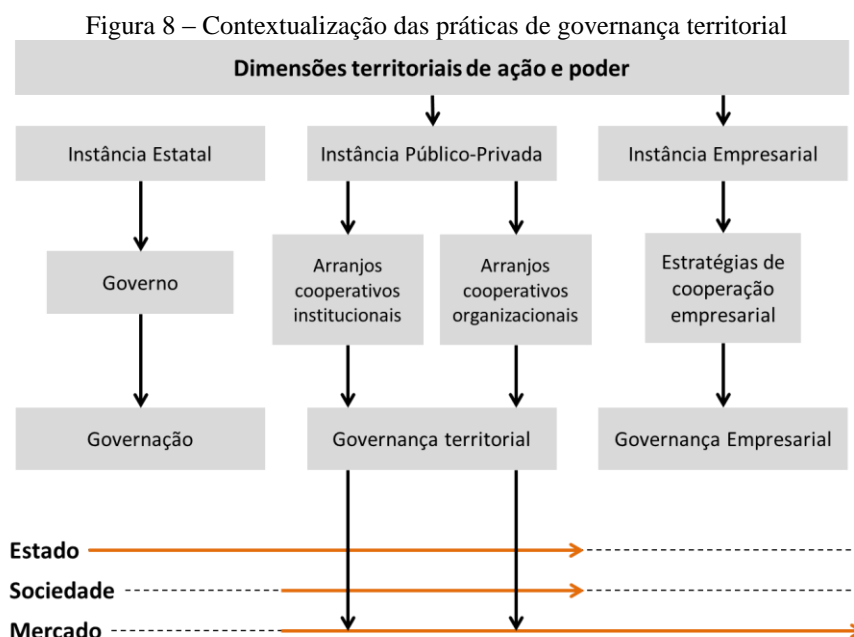 Figura 8 – Contextualização das práticas de governança territorial
Dimensões territoriais de ação e poder
Instância Estatal
Instância Público-Privada
Instância Empresarial
Governo
Arranjos
cooperativos
institucionais
Arranjos
cooperativos
organizacionais
Estratégias de
cooperação
empresarial
Governação
Governança territorial
Governança Empresarial
Estado
Sociedade
Mercado